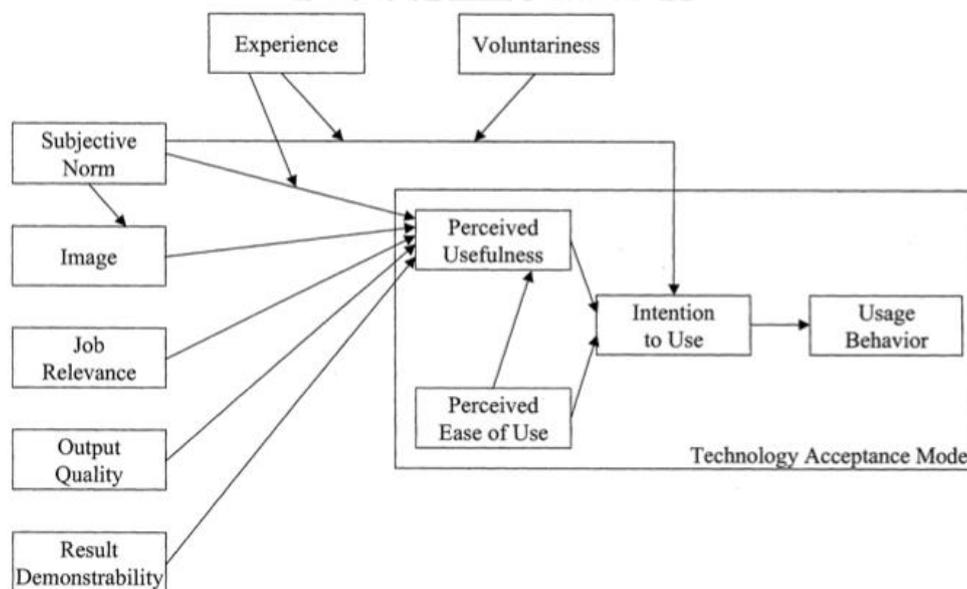 Experience
Voluntariness
Subjective
Norm
Image
Job
Relevance
Output
Quality
Result
Demonstrability
Perceived
Usefulness
Perceived
Ease of Use
Intention
to Use
Usage
Behavior
Technology Acceptance Mode